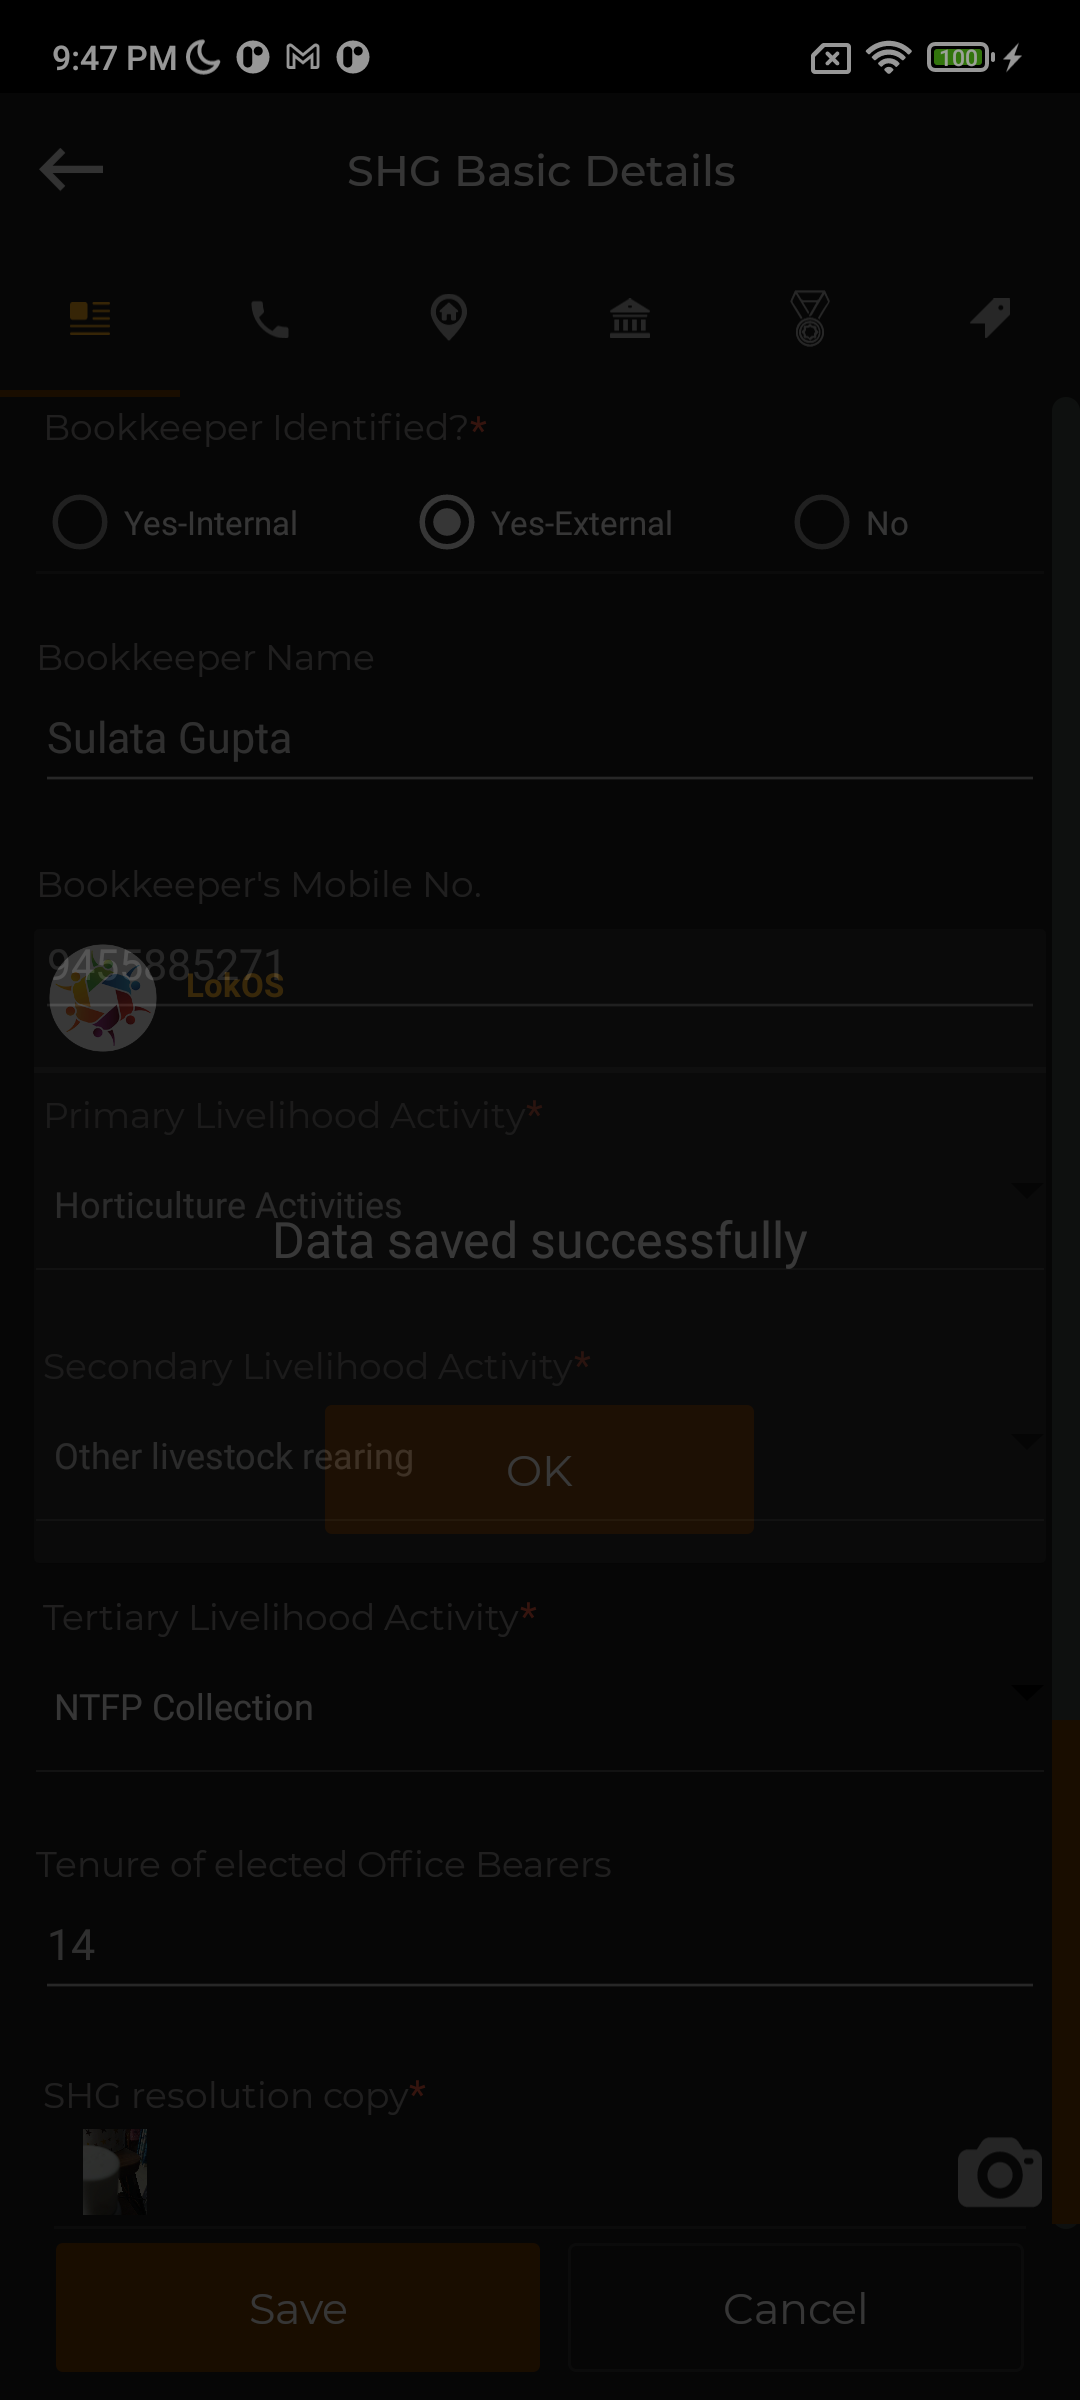 9:47 PM
100
SHG Basic Details
Bookkeeper Identified?*
Yes-Internal
Yes-External
No
Bookkeeper Name
Sulata Gupta
Bookkeeper's Mobile No.
9455885271
LokOS
Primary Livelihood Activity*
Horticulture Activities
Data saved successfully
Secondary Livelihood Activity*
Other livestock rearing
OK
Tertiary Livelihood Activity*
NTFP Collection
Tenure of elected Office Bearers
14
SHG resolution copy*
Save
Cancel